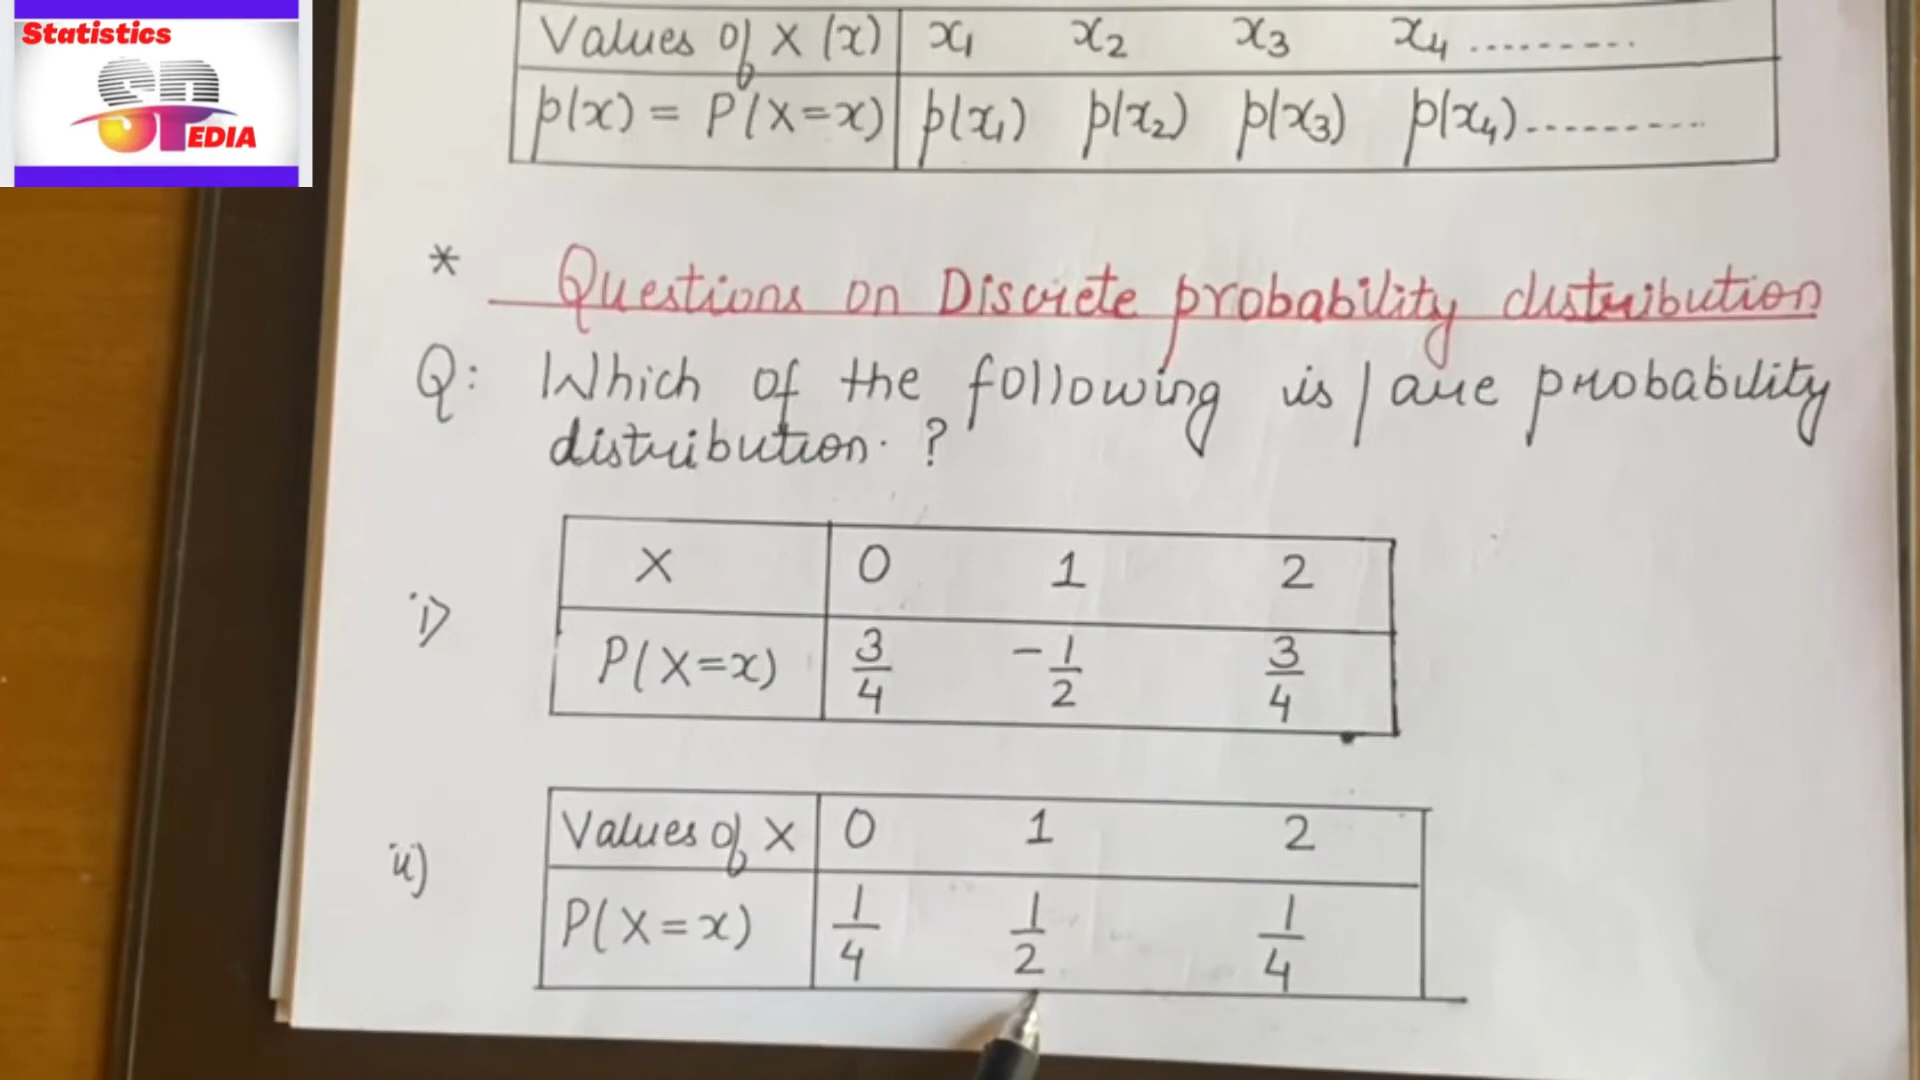 Statistics
SD
STPEDIA
Values of X (x) x₁ x₂ x₃ x₄ ..........
p(x) = P(X=x) p(x₁) p(x₂) p(x₃) p(x₄)..........
* Questions on Discrete probability distribution
Q: Which of the following is/are probability
distribution. ?
i) X 0 1 2
P(X=x) 3/4 -1/2 3/4
ii) Values of X 0 1 2
P(X=x) 1/4 1/2 1/4